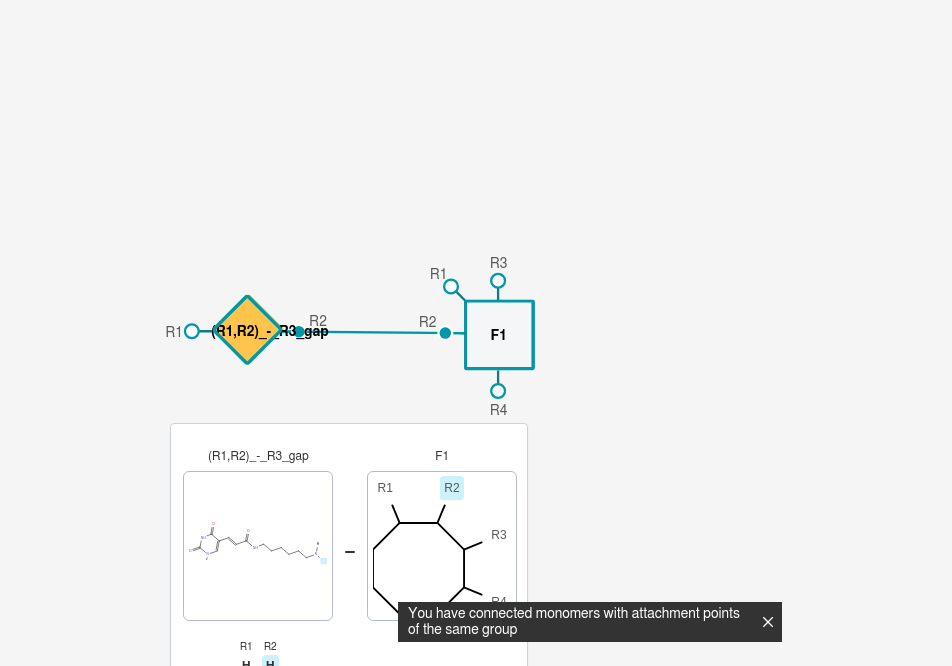 R3
R1
R1
(R1,R2)_-_R3_gap
R2
R2
F1
R4
(R1,R2)_-_R3_gap
F1
R1
R2
R3
R4
–
You have connected monomers with attachment points
of the same group
R1 R2
H H